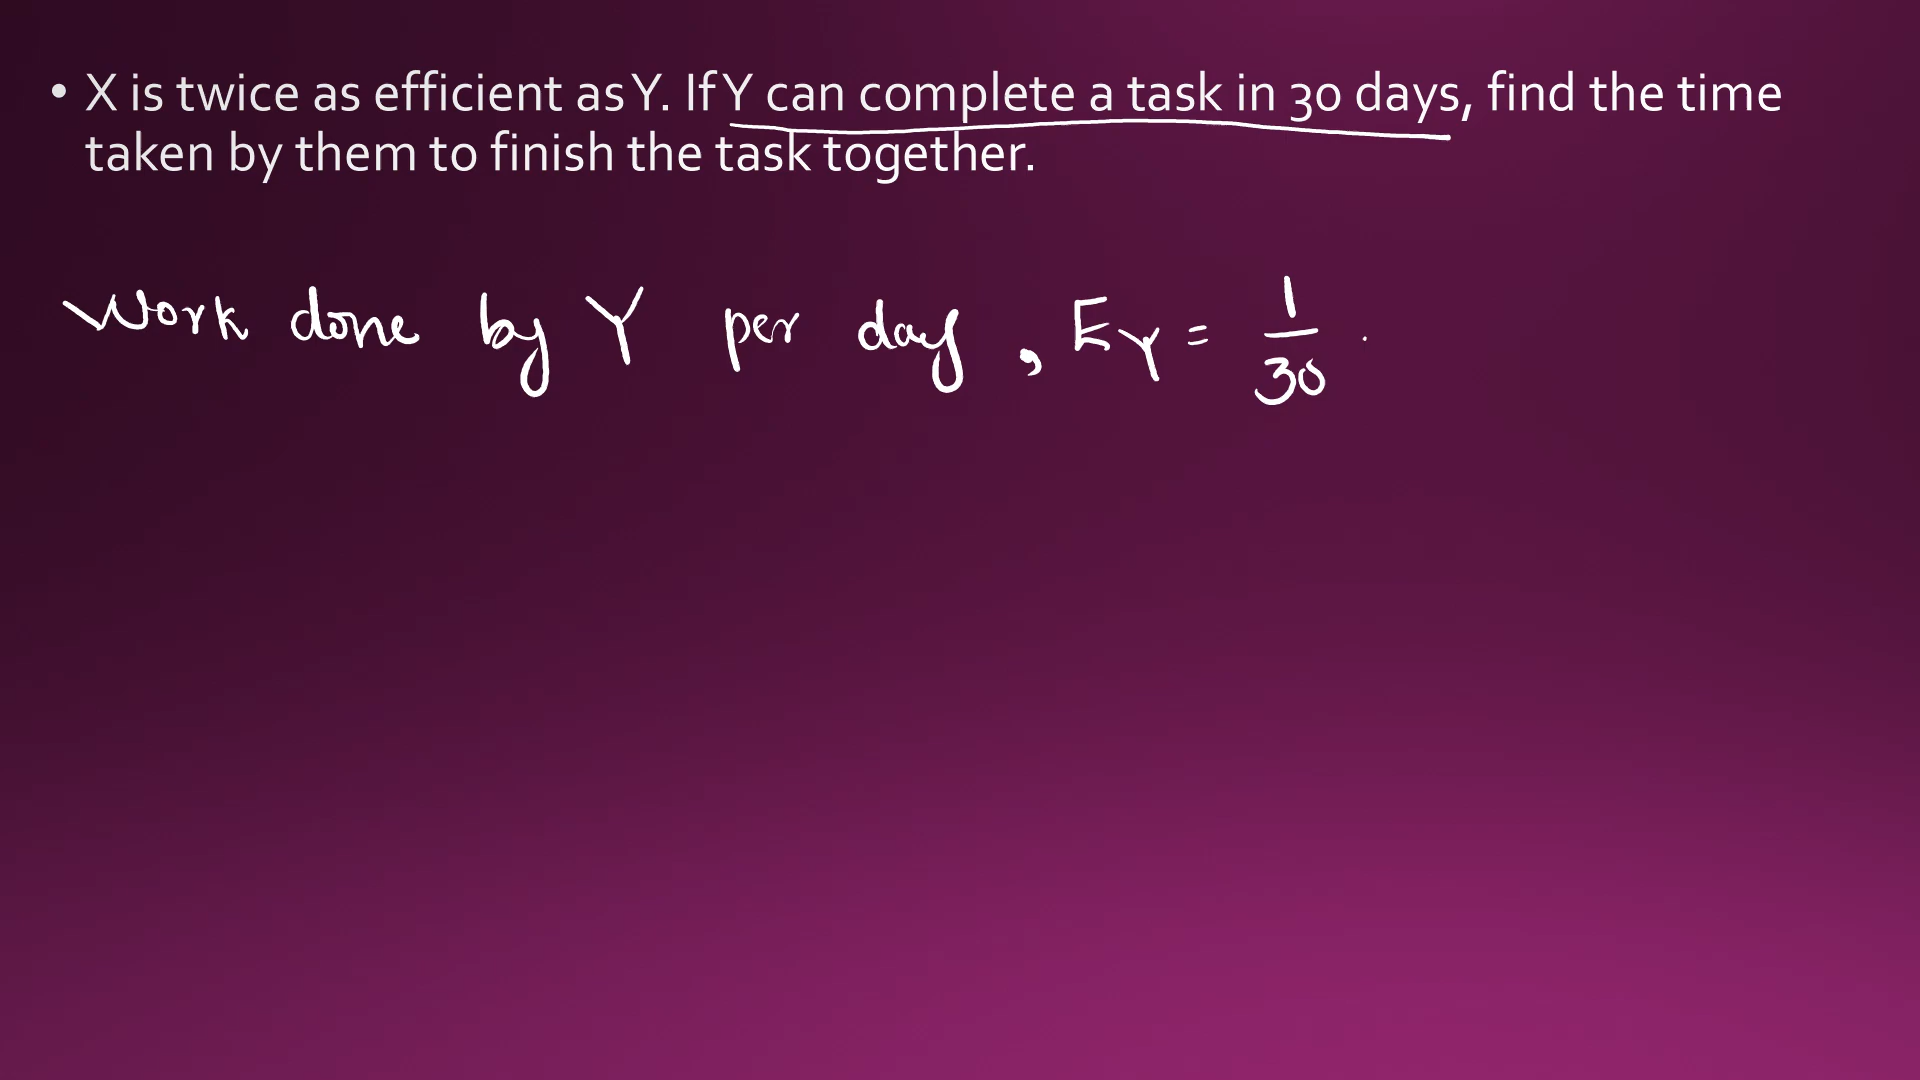 • X is twice as efficient as Y. If Y can complete a task in 30 days, find the time
taken by them to finish the task together.
Work done by Y per day, E_Y = 1/30.